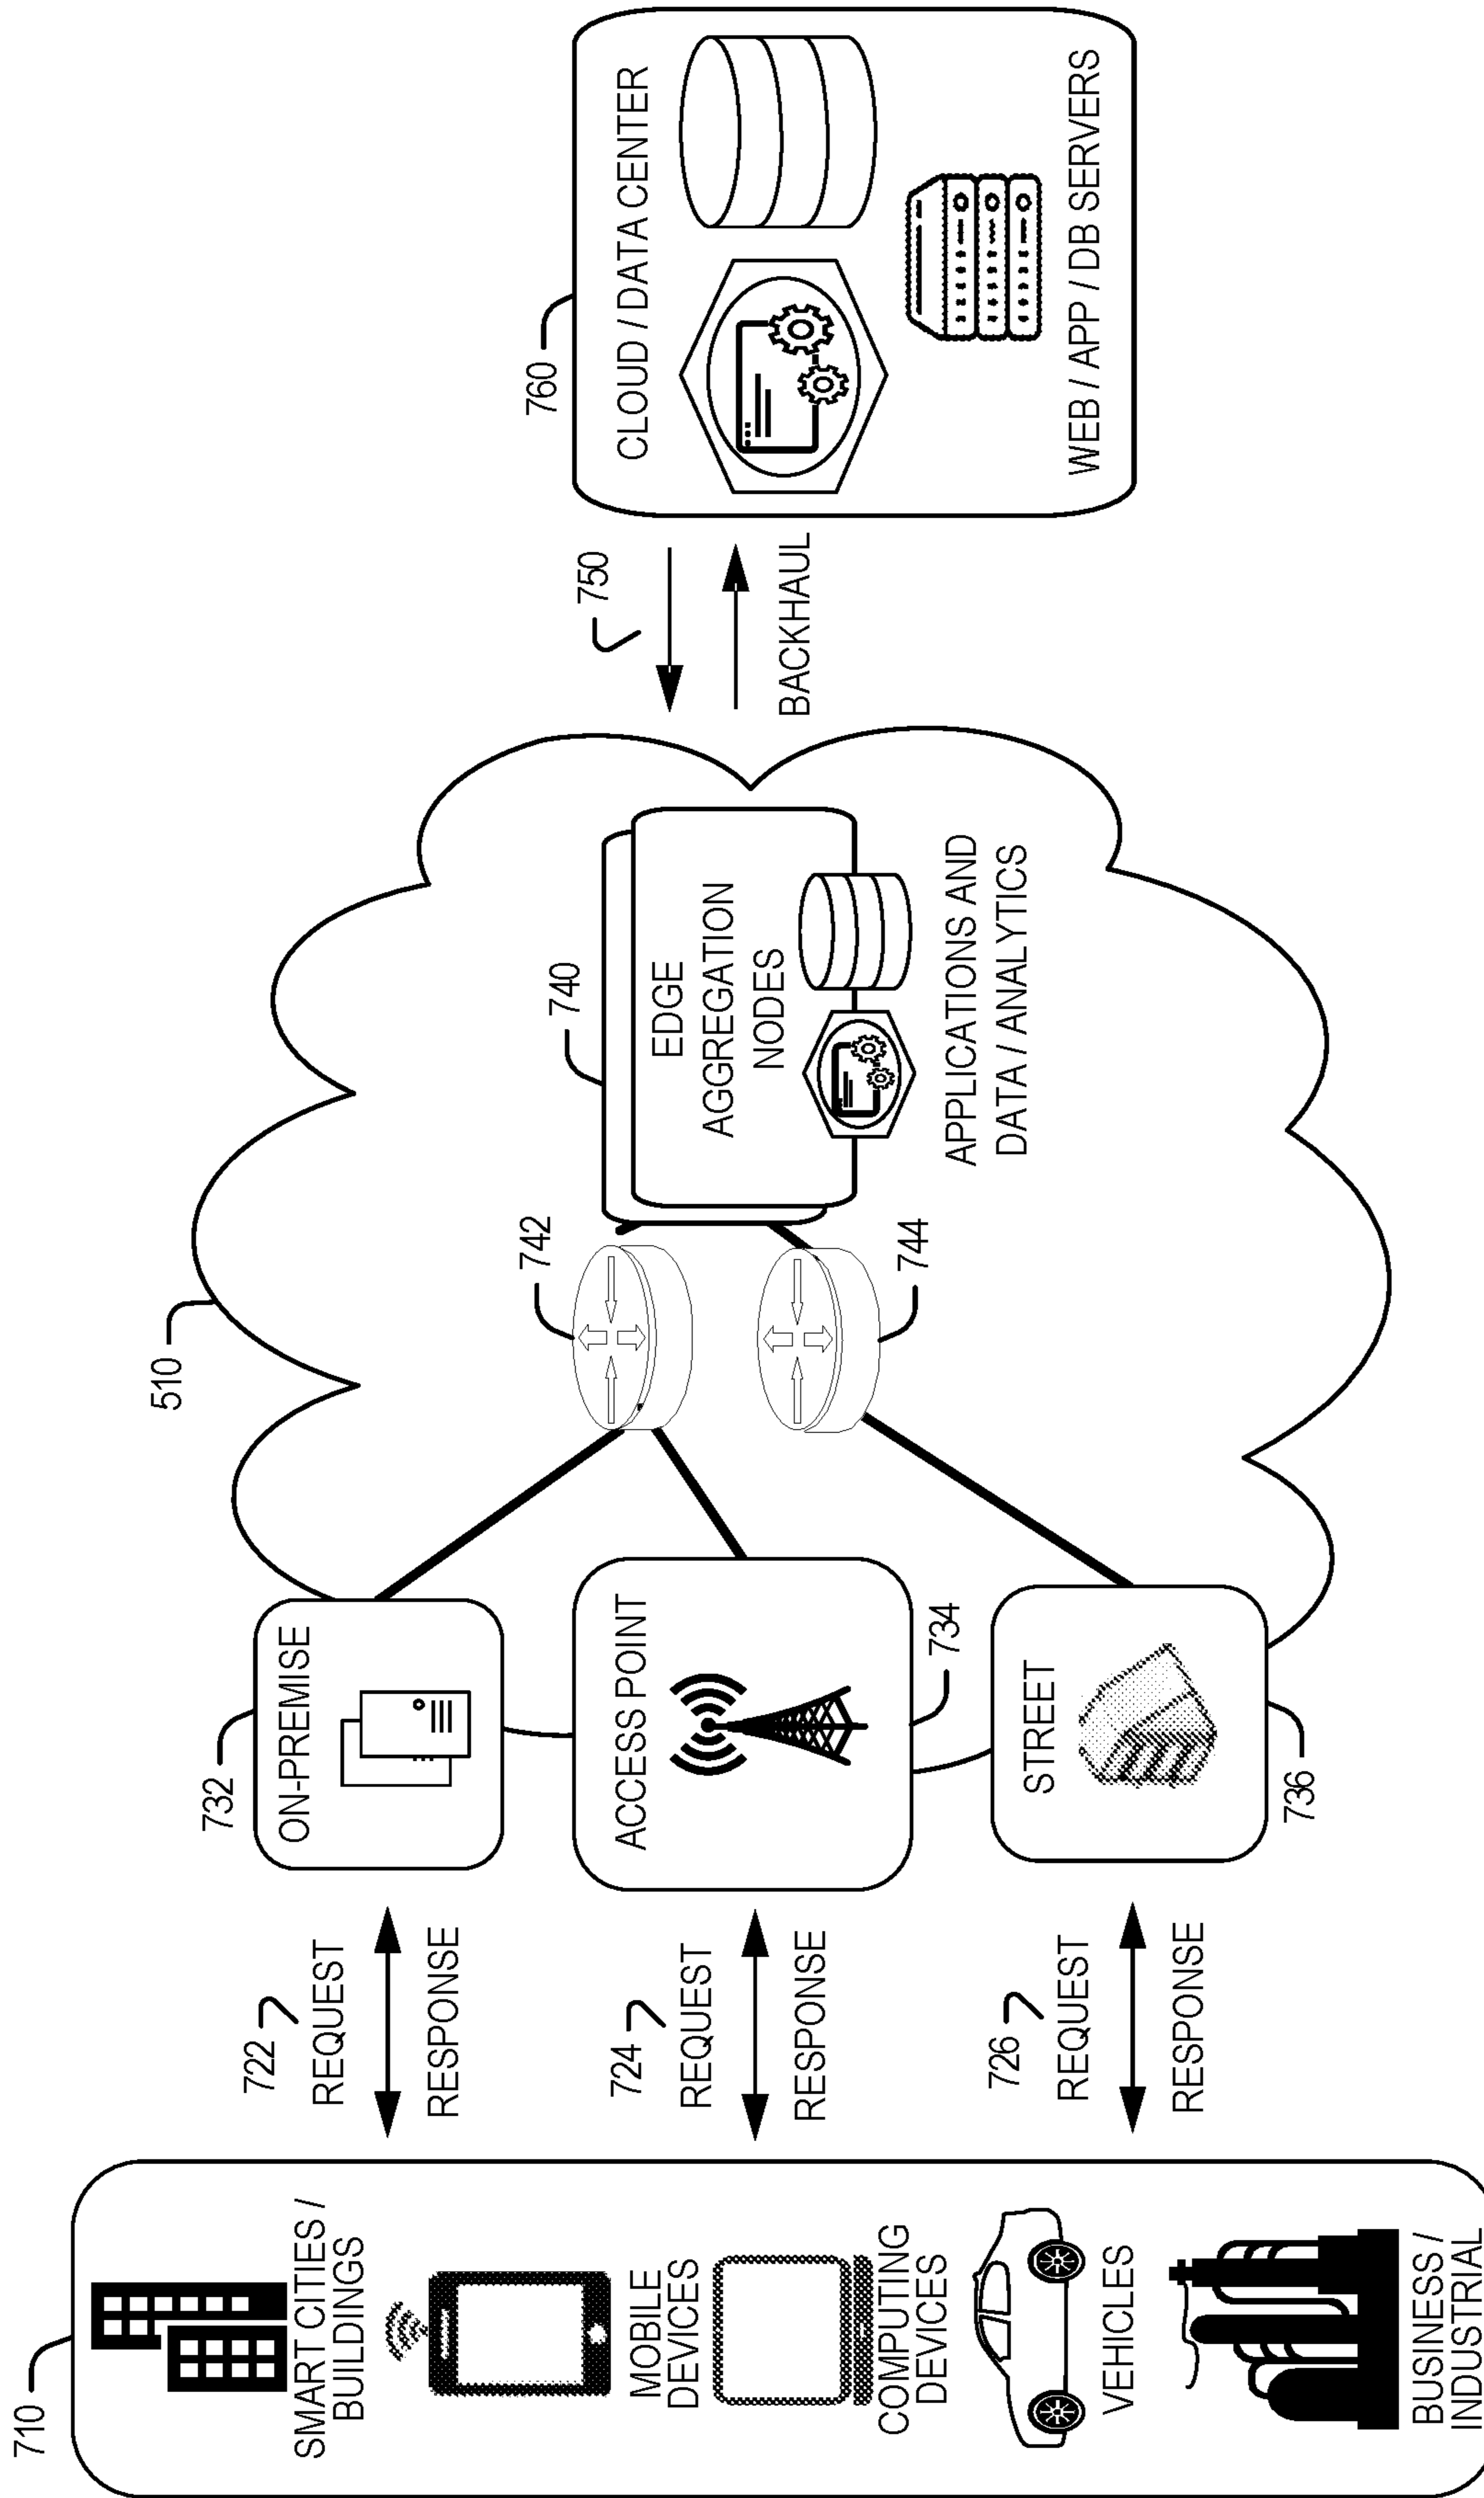 710
SMART CITIES /
BUILDINGS
MOBILE
DEVICES
COMPUTING
DEVICES
VEHICLES
BUSINESS /
INDUSTRIAL
722
REQUEST
RESPONSE
724
REQUEST
RESPONSE
726
REQUEST
RESPONSE
732
ON-PREMISE
ACCESS POINT
734
STREET
736
510
742
744
740
EDGE
AGGREGATION
NODES
APPLICATIONS AND
DATA / ANALYTICS
750
BACKHAUL
760
CLOUD / DATA CENTER
WEB / APP / DB SERVERS